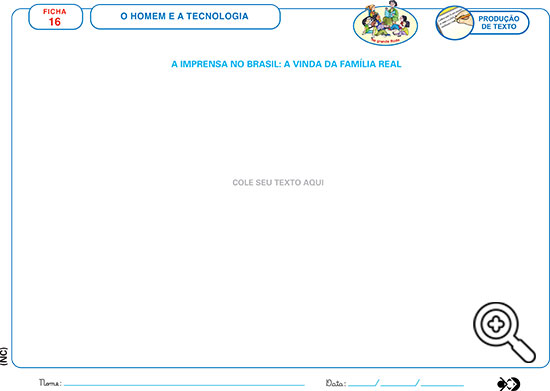 FICHA
16
O HOMEM E A TECNOLOGIA
PRODUÇÃO
DE TEXTO
A IMPRENSA NO BRASIL: A VINDA DA FAMÍLIA REAL
COLE SEU TEXTO AQUI
(NC)
Nome:
Data: / /